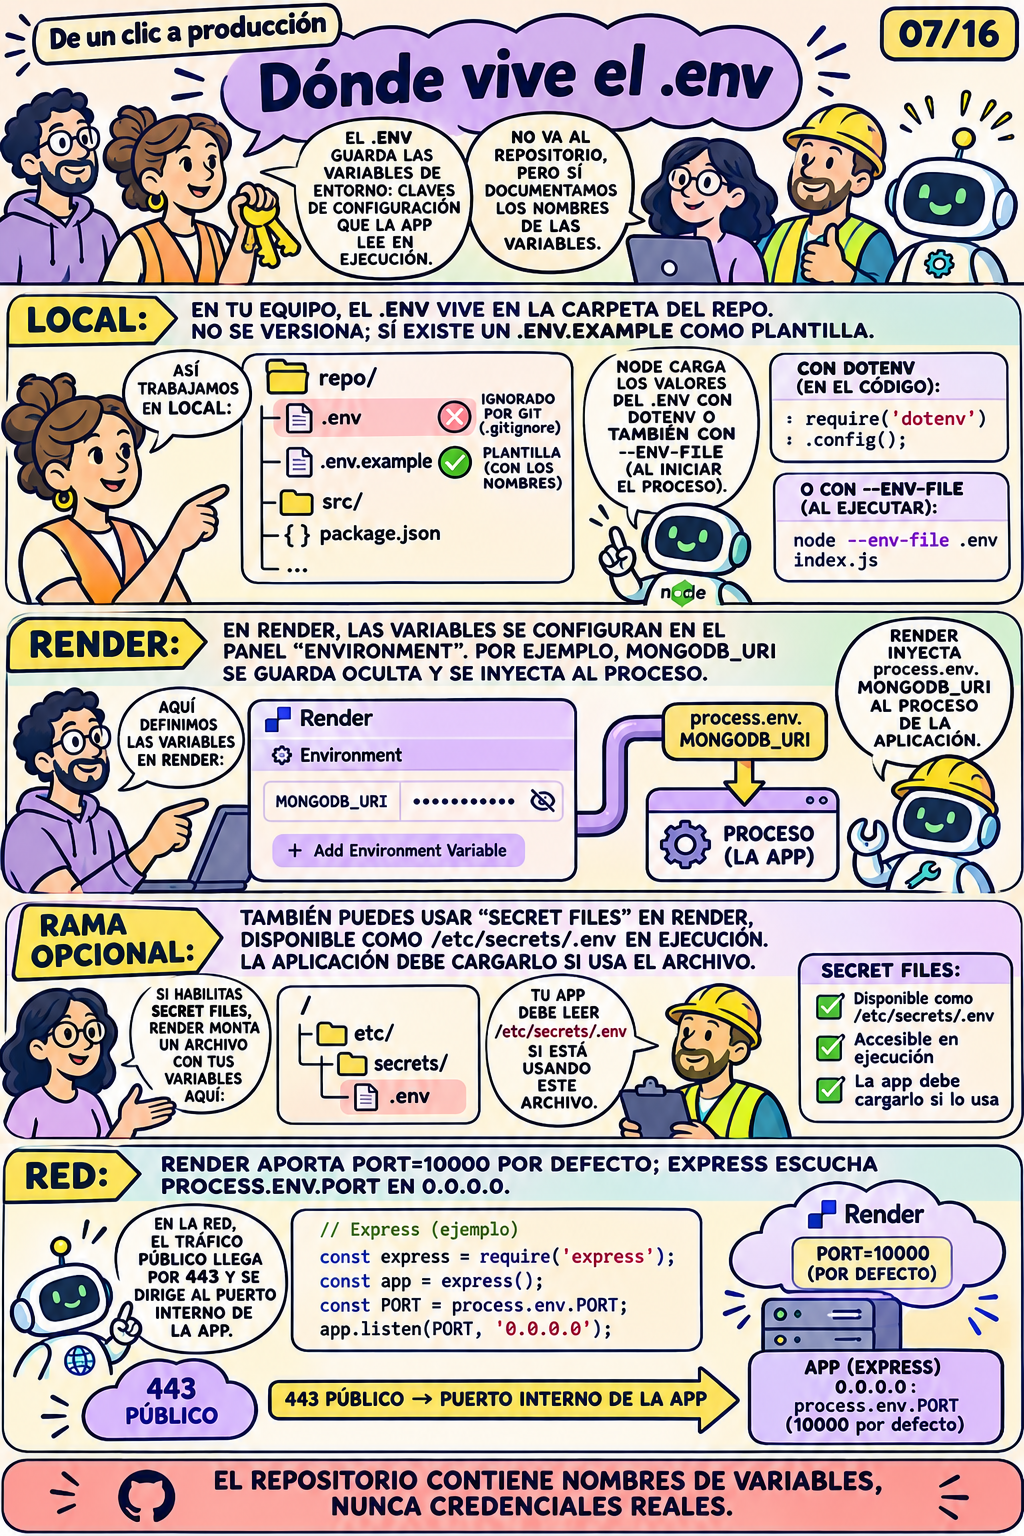 De un clic a producción
07/16
Dónde vive el .env
EL .ENV
GUARDA LAS
VARIABLES DE
ENTORNO: CLAVES
DE CONFIGURACIÓN
QUE LA APP
LEE EN
EJECUCIÓN.
NO VA AL
REPOSITORIO,
PERO SÍ
DOCUMENTAMOS
LOS NOMBRES
DE LAS
VARIABLES.
LOCAL:
EN TU EQUIPO, EL .ENV VIVE EN LA CARPETA DEL REPO.
NO SE VERSIONA; SÍ EXISTE UN .ENV.EXAMPLE COMO PLANTILLA.
ASÍ
TRABAJAMOS
EN LOCAL:
repo/
.env
IGNORADO
POR GIT
(.gitignore)
.env.example
PLANTILLA
(CON LOS
NOMBRES)
src/
{ } package.json
...
NODE CARGA
LOS VALORES
DEL .ENV CON
DOTENV O
TAMBIÉN CON
--ENV-FILE
(AL INICIAR
EL PROCESO).
node
CON DOTENV
(EN EL CÓDIGO):
: require('dotenv')
: .config();
O CON --ENV-FILE
(AL EJECUTAR):
node --env-file .env
index.js
RENDER:
EN RENDER, LAS VARIABLES SE CONFIGURAN EN EL
PANEL “ENVIRONMENT”. POR EJEMPLO, MONGODB_URI
SE GUARDA OCULTA Y SE INYECTA AL PROCESO.
AQUÍ
DEFINIMOS
LAS VARIABLES
EN RENDER:
Render
Environment
MONGODB_URI ••••••••••••
+ Add Environment Variable
process.env.
MONGODB_URI
PROCESO
(LA APP)
RENDER
INYECTA
process.env.
MONGODB_URI
AL PROCESO
DE LA
APLICACIÓN.
RAMA
OPCIONAL:
TAMBIÉN PUEDES USAR “SECRET FILES” EN RENDER,
DISPONIBLE COMO /etc/secrets/.env EN EJECUCIÓN.
LA APLICACIÓN DEBE CARGARLO SI USA EL ARCHIVO.
SI HABILITAS
SECRET FILES,
RENDER MONTA
UN ARCHIVO
CON TUS
VARIABLES
AQUÍ:
/
etc/
secrets/
.env
TU APP
DEBE LEER
/etc/secrets/.env
SI ESTÁ
USANDO
ESTE
ARCHIVO.
SECRET FILES:
Disponible como
/etc/secrets/.env
Accesible en
ejecución
La app debe
cargarlo si lo usa
RED:
RENDER APORTA PORT=10000 POR DEFECTO; EXPRESS ESCUCHA
PROCESS.ENV.PORT EN 0.0.0.0.
EN LA RED,
EL TRÁFICO
PÚBLICO LLEGA
POR 443 Y SE
DIRIGE AL PUERTO
INTERNO DE
LA APP.
// Express (ejemplo)
const express = require('express');
const app = express();
const PORT = process.env.PORT;
app.listen(PORT, '0.0.0.0');
Render
PORT=10000
(POR DEFECTO)
443
PÚBLICO
443 PÚBLICO → PUERTO INTERNO DE LA APP
APP (EXPRESS)
0.0.0.0:
process.env.PORT
(10000 por defecto)
EL REPOSITORIO CONTIENE NOMBRES DE VARIABLES,
NUNCA CREDENCIALES REALES.